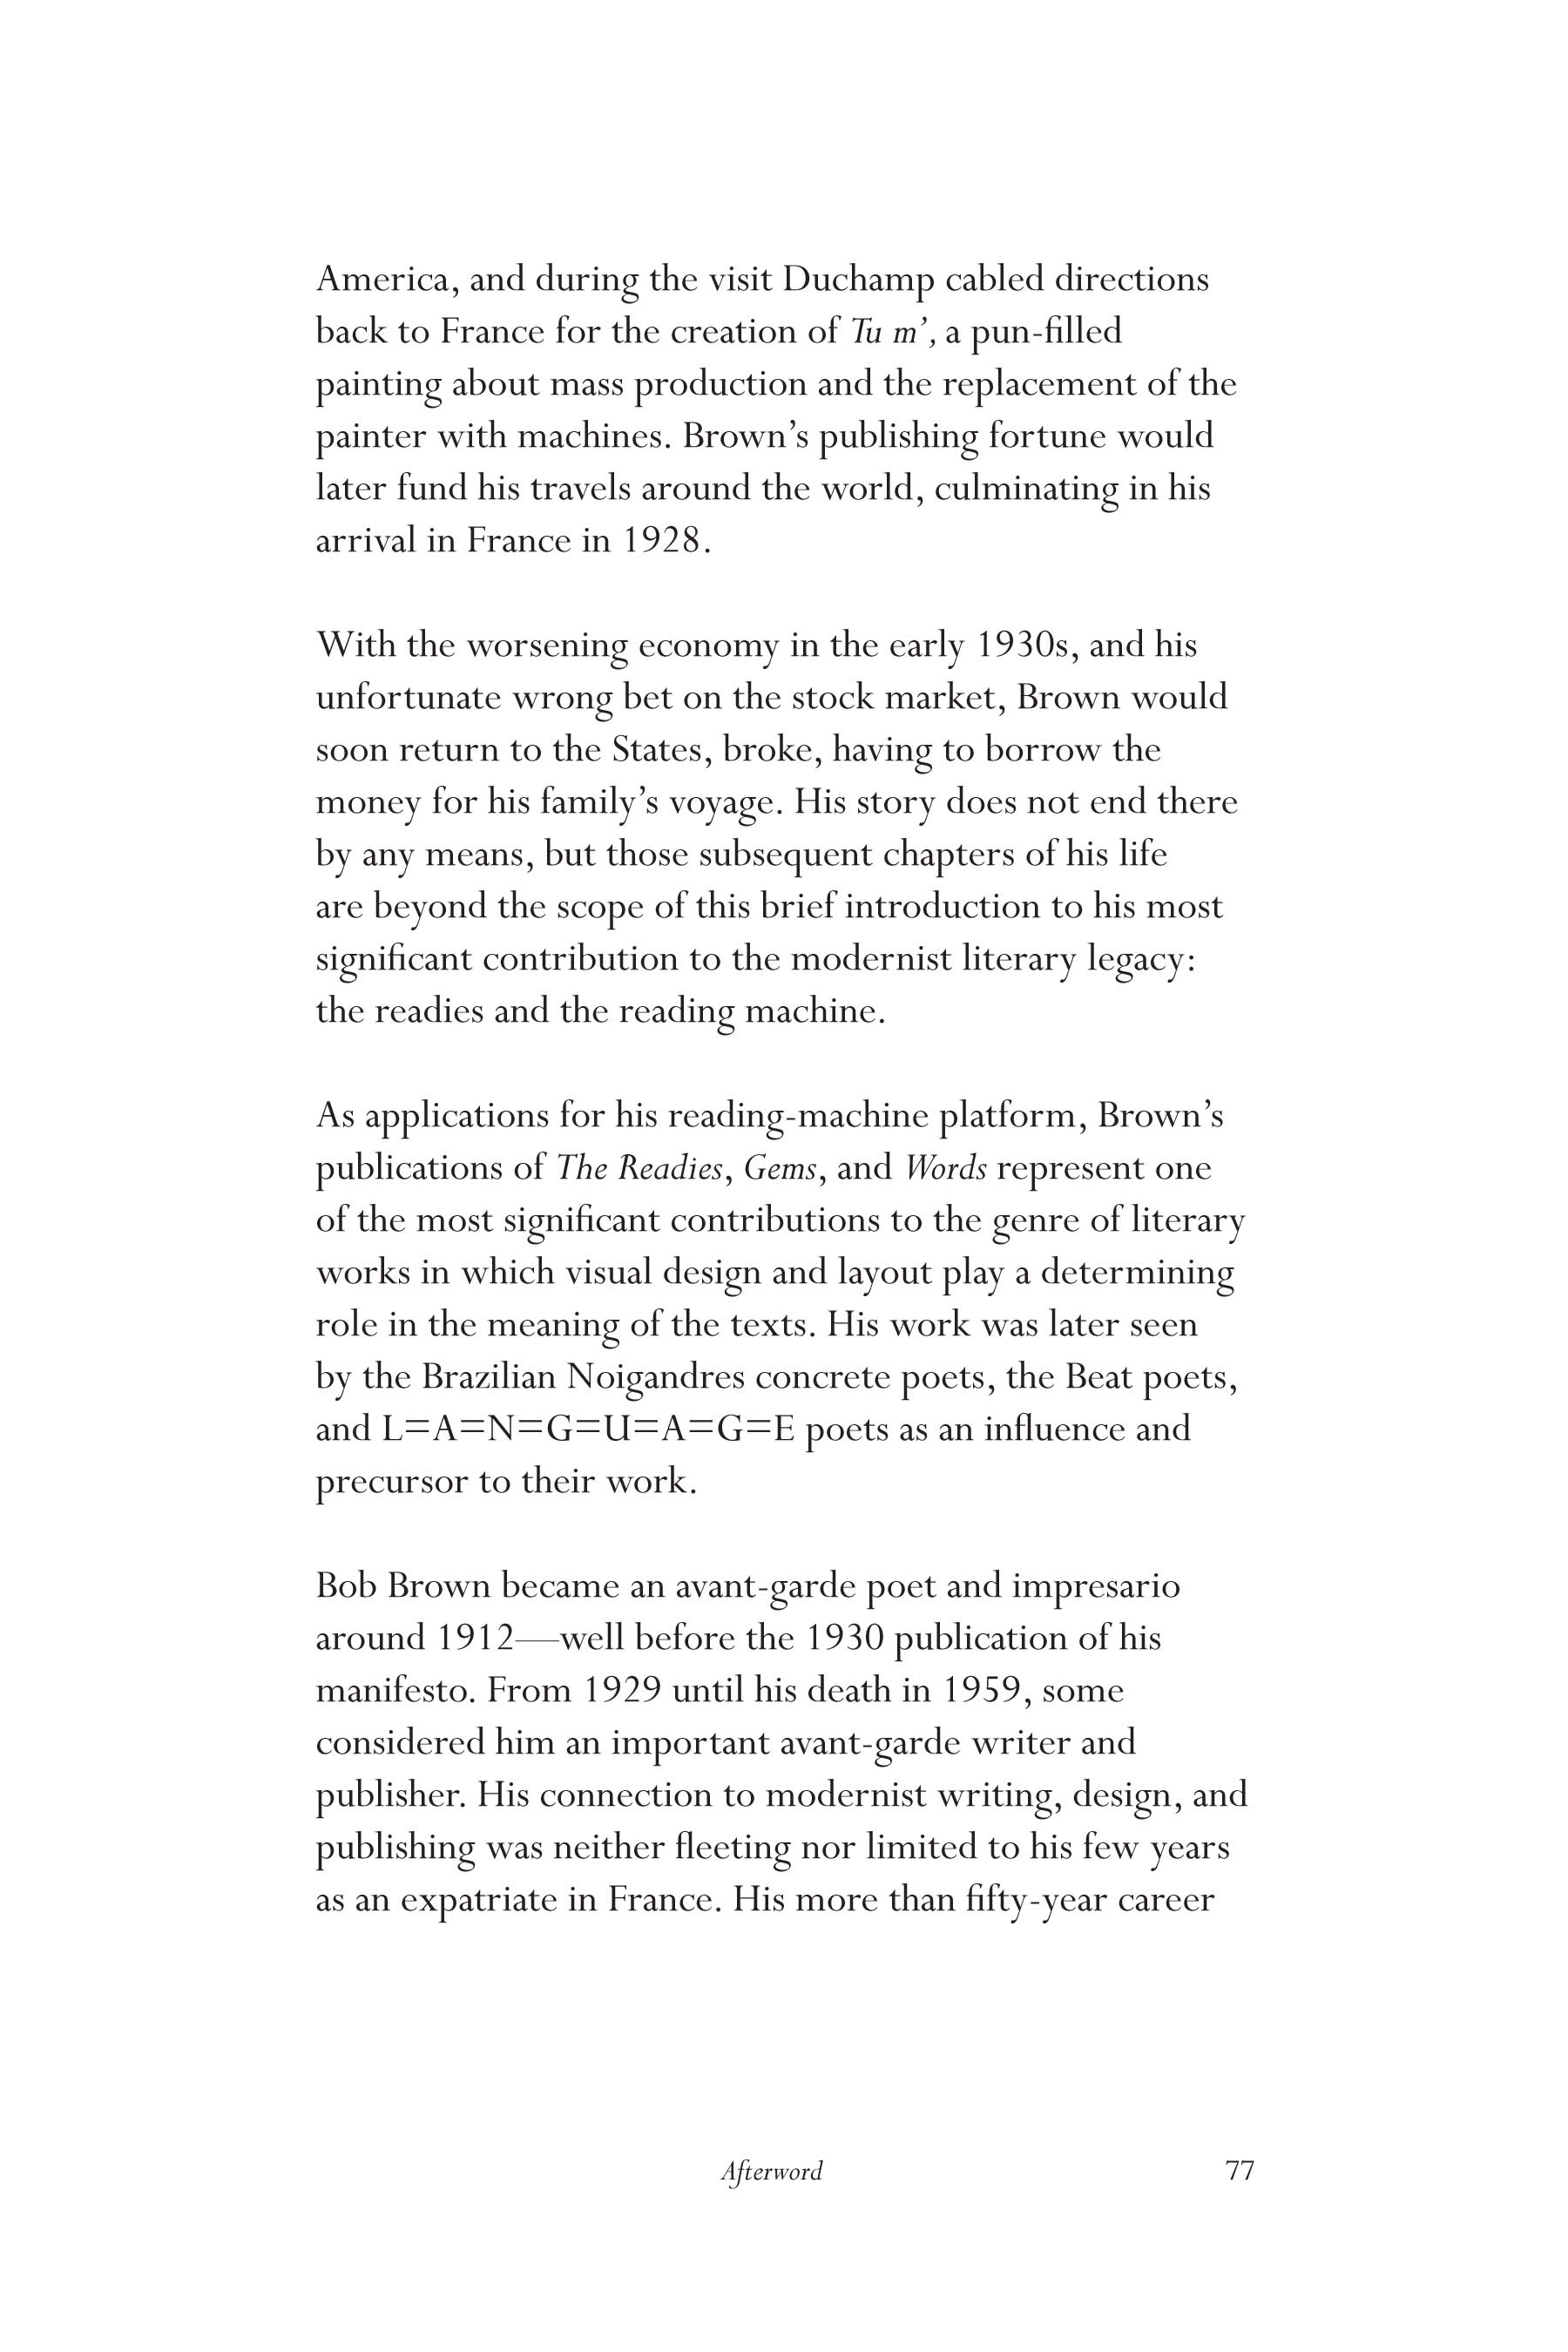 America, and during the visit Duchamp cabled directions
back to France for the creation of Tu m’, a pun-filled
painting about mass production and the replacement of the
painter with machines. Brown’s publishing fortune would
later fund his travels around the world, culminating in his
arrival in France in 1928.
With the worsening economy in the early 1930s, and his
unfortunate wrong bet on the stock market, Brown would
soon return to the States, broke, having to borrow the
money for his family’s voyage. His story does not end there
by any means, but those subsequent chapters of his life
are beyond the scope of this brief introduction to his most
significant contribution to the modernist literary legacy:
the readies and the reading machine.
As applications for his reading-machine platform, Brown’s
publications of The Readies, Gems, and Words represent one
of the most significant contributions to the genre of literary
works in which visual design and layout play a determining
role in the meaning of the texts. His work was later seen
by the Brazilian Noigandres concrete poets, the Beat poets,
and L=A=N=G=U=A=G=E poets as an influence and
precursor to their work.
Bob Brown became an avant-garde poet and impresario
around 1912—well before the 1930 publication of his
manifesto. From 1929 until his death in 1959, some
considered him an important avant-garde writer and
publisher. His connection to modernist writing, design, and
publishing was neither fleeting nor limited to his few years
as an expatriate in France. His more than fifty-year career
Afterword 77